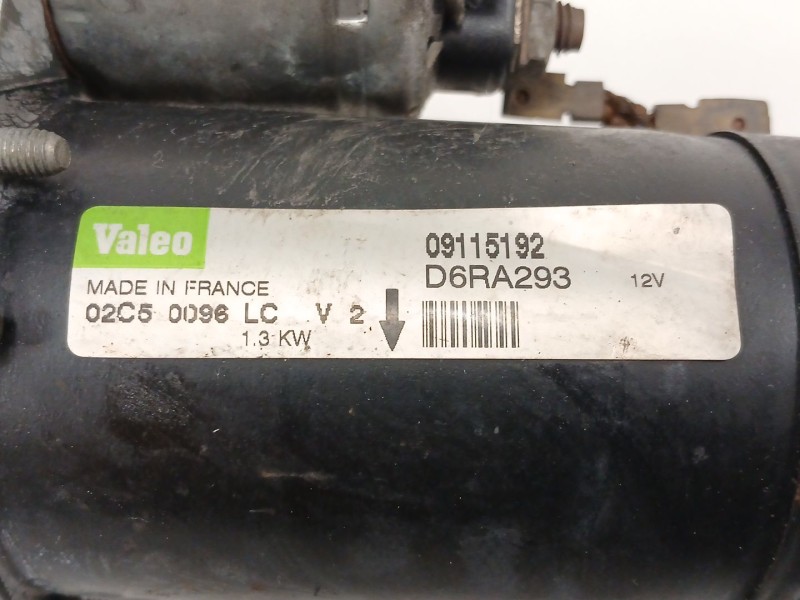 Valeo
09115192
D6RA293
12V
MADE IN FRANCE
02C5 0096 LC V 2
1.3 KW